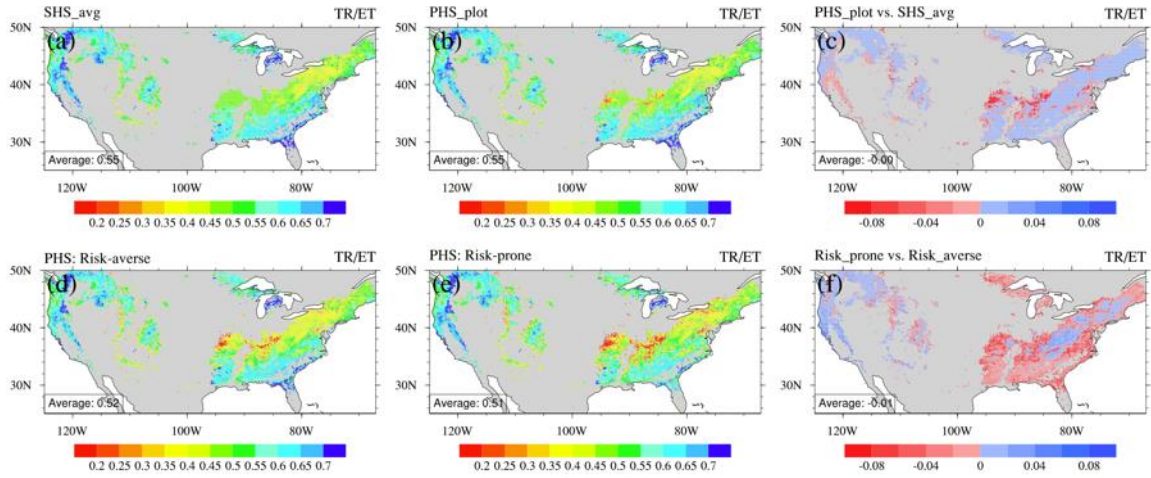 SHS_avg TR/ET
PHS_plot TR/ET
PHS_plot vs. SHS_avg TR/ET
50N (a)
50N (b)
50N (c)
40N
40N
40N
30N
30N
30N
Average: 0.55
Average: 0.55
Average: -0.00
120W 100W 80W
120W 100W 80W
120W 100W 80W
0.2 0.25 0.3 0.35 0.4 0.45 0.5 0.55 0.6 0.65 0.7
0.2 0.25 0.3 0.35 0.4 0.45 0.5 0.55 0.6 0.65 0.7
-0.08 -0.04 0 0.04 0.08
PHS: Risk-averse TR/ET
PHS: Risk-prone TR/ET
Risk_prone vs. Risk_averse TR/ET
50N (d)
50N (e)
50N (f)
40N
40N
40N
30N
30N
30N
Average: 0.52
Average: 0.51
Average: -0.01
120W 100W 80W
120W 100W 80W
120W 100W 80W
0.2 0.25 0.3 0.35 0.4 0.45 0.5 0.55 0.6 0.65 0.7
0.2 0.25 0.3 0.35 0.4 0.45 0.5 0.55 0.6 0.65 0.7
-0.08 -0.04 0 0.04 0.08